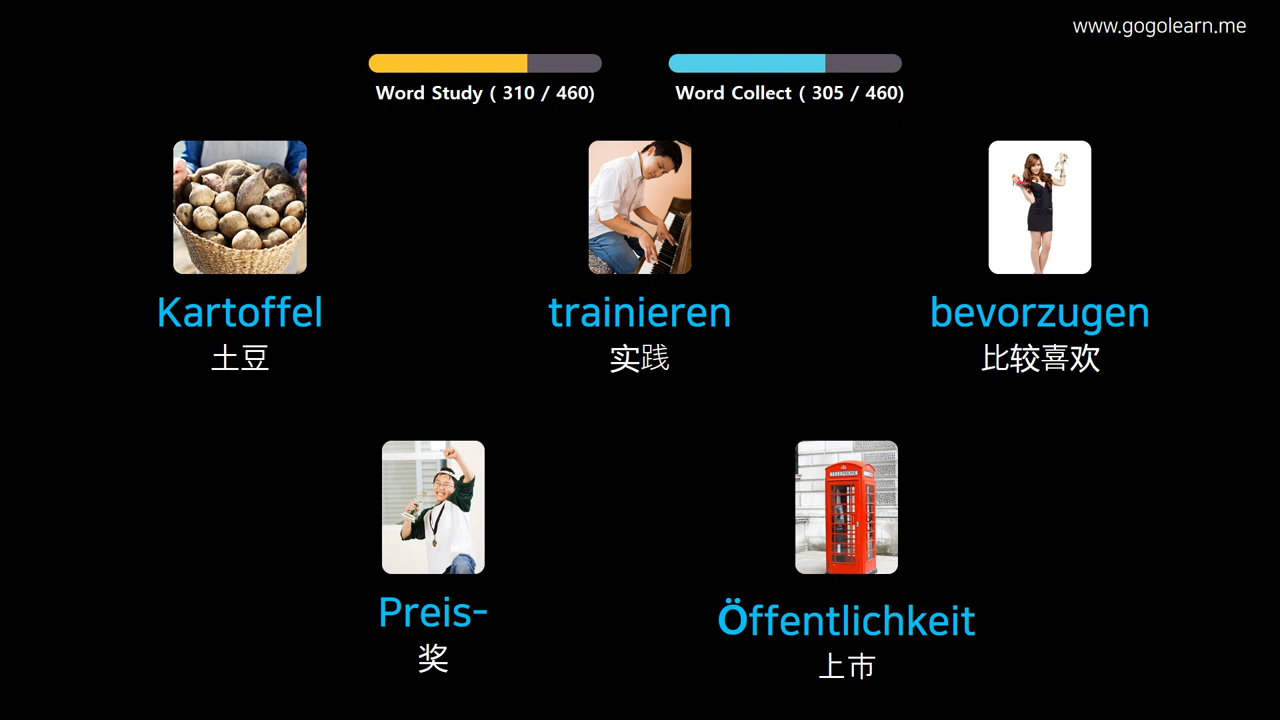 www.gogolearn.me
Word Study ( 310 / 460)
Word Collect ( 305 / 460)
Kartoffel
土豆
trainieren
实践
bevorzugen
比较喜欢
TELEPHONE
Preis-
奖
Öffentlichkeit
上市